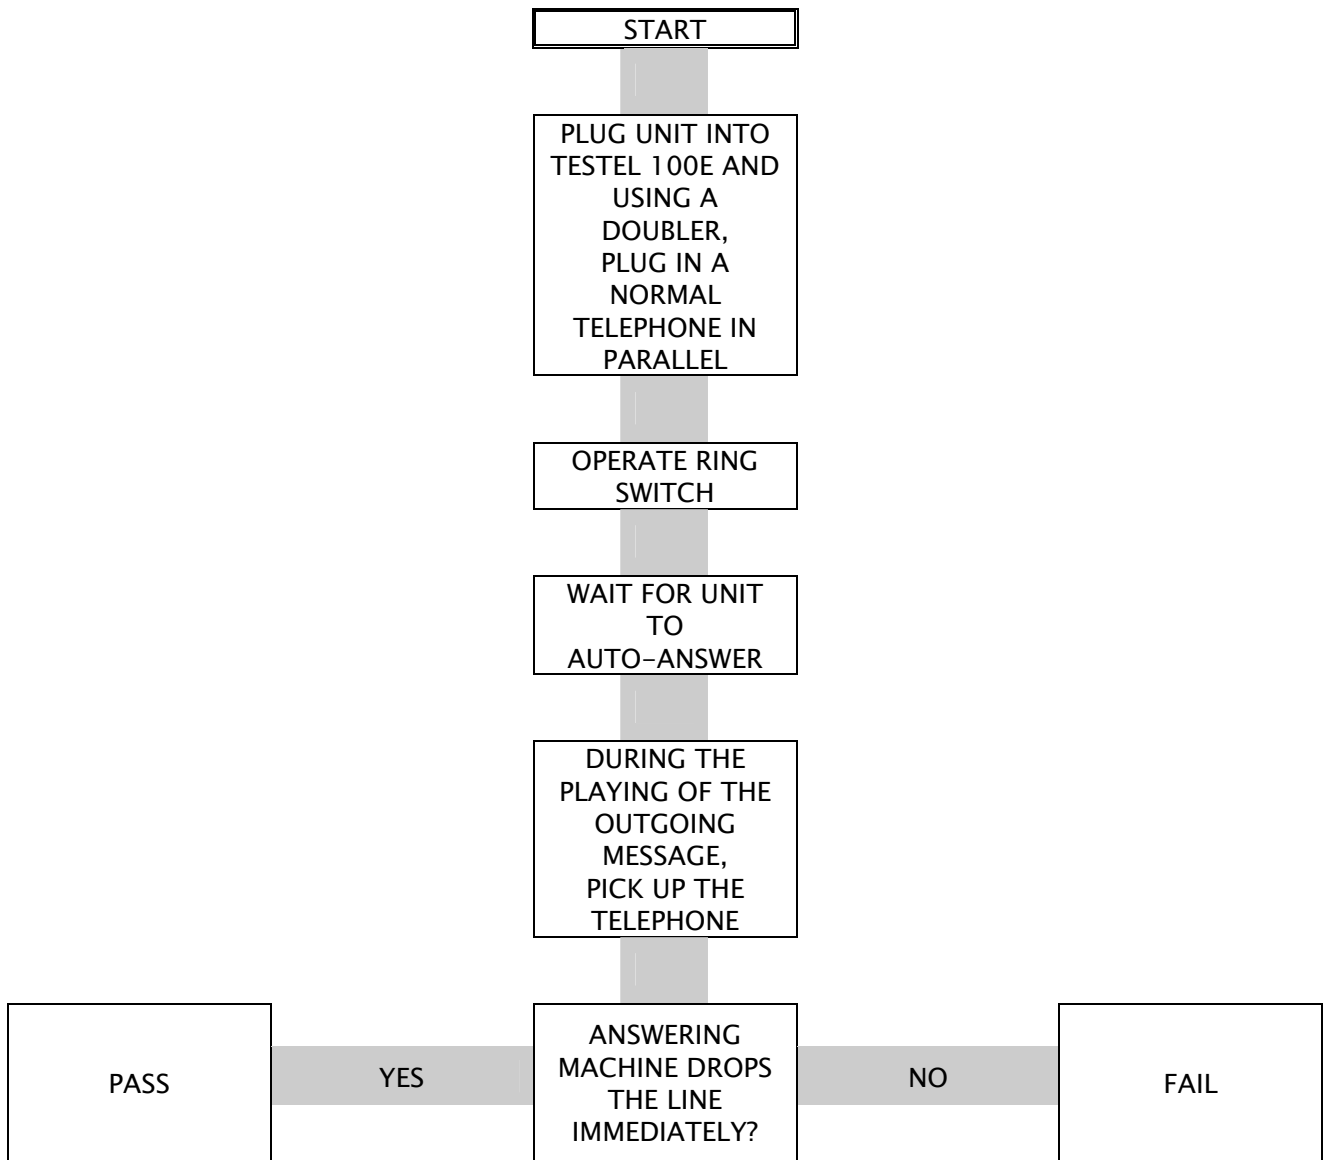 START
PLUG UNIT INTO
TESTEL 100E AND
USING A
DOUBLER,
PLUG IN A
NORMAL
TELEPHONE IN
PARALLEL
OPERATE RING
SWITCH
WAIT FOR UNIT
TO
AUTO-ANSWER
DURING THE
PLAYING OF THE
OUTGOING
MESSAGE,
PICK UP THE
TELEPHONE
PASS
YES
ANSWERING
MACHINE DROPS
THE LINE
IMMEDIATELY?
NO
FAIL